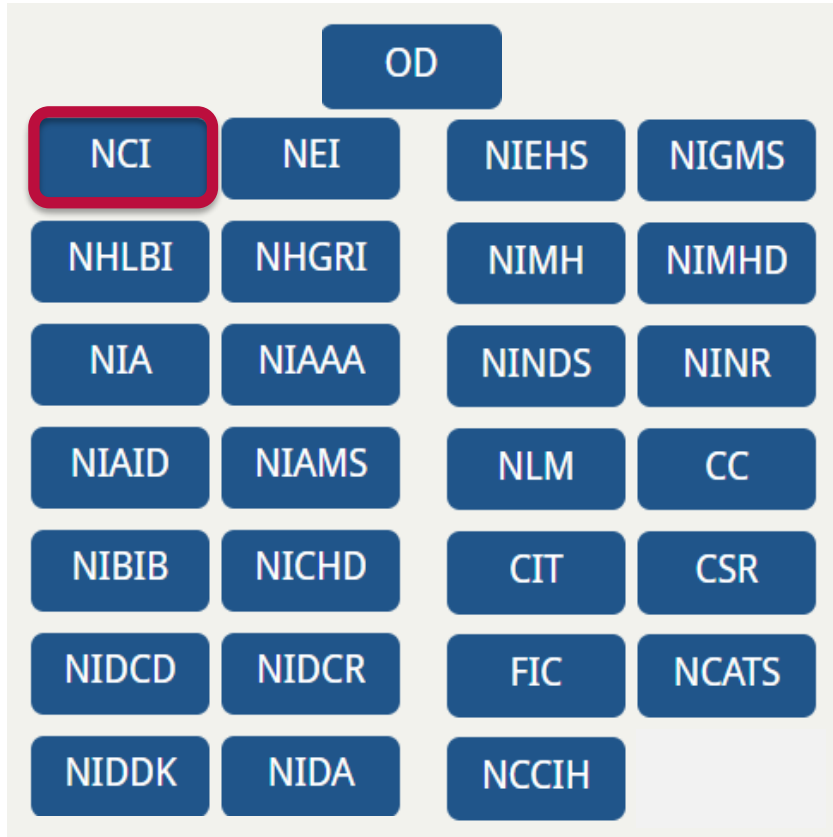 OD
NCI NEI NIEHS NIGMS
NHLBI NHGRI NIMH NIMHD
NIA NIAAA NINDS NINR
NIAID NIAMS NLM CC
NIBIB NICHD CIT CSR
NIDCD NIDCR FIC NCATS
NIDDK NIDA NCCIH